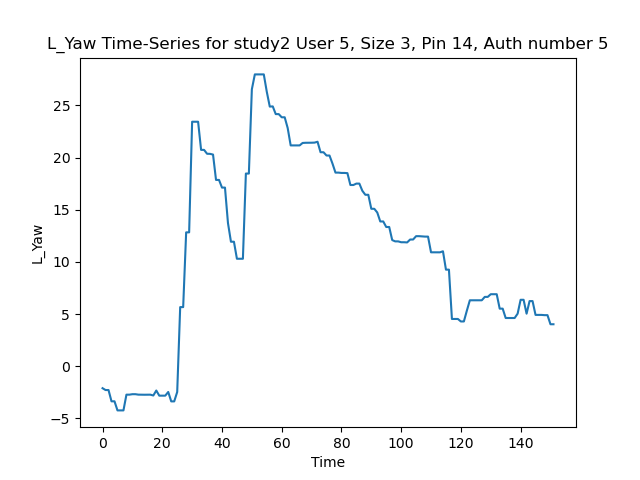 L_Yaw Time-Series for study2 User 5, Size 3, Pin 14, Auth number 5
25
20
15
10
5
0
−5
L_Yaw
0 20 40 60 80 100 120 140
Time